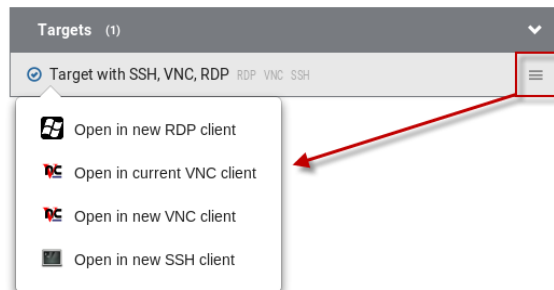 Targets (1)
Target with SSH, VNC, RDP RDP VNC SSH
Open in new RDP client
Open in current VNC client
Open in new VNC client
Open in new SSH client